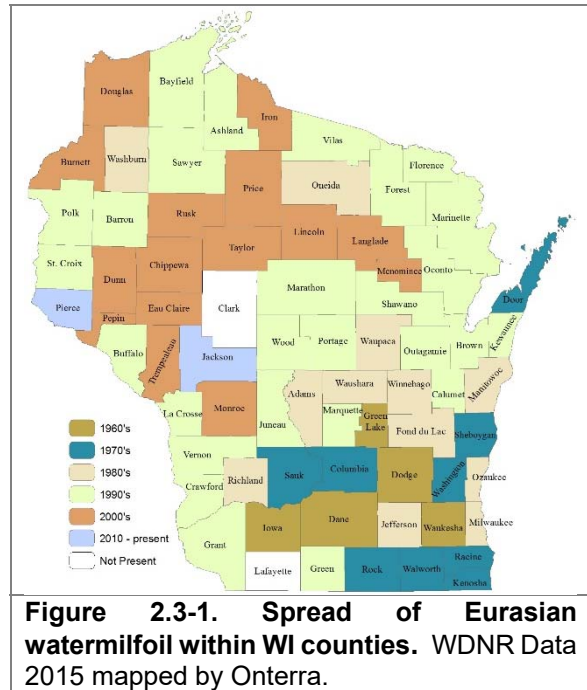 Douglas
Bayfield
Iron
Ashland
Vilas
Burnett
Washburn
Sawyer
Florence
Oneida
Forest
Price
Marinette
Polk
Barron
Rusk
Lincoln
Langlade
Taylor
St. Croix
Chippewa
Menominee
Oconto
Dunn
Marathon
Door
Pierce
Clark
Shawano
Eau Claire
Pepin
Kewaunee
Buffalo
Wood
Portage
Waupaca
Brown
Outagamie
Trempealeau
Jackson
Manitowoc
Waushara
Winnebago
Calumet
Adams
La Crosse
Monroe
Marquette
Green
Lake
Juneau
Fond du Lac
Sheboygan
Vernon
Sauk
Columbia
Dodge
Washington
Ozaukee
Crawford
Richland
Iowa
Dane
Jefferson
Waukesha
Milwaukee
Grant
Lafayette
Green
Rock
Walworth
Racine
Kenosha
1960's
1970's
1980's
1990's
2000's
2010 - present
Not Present
Figure 2.3-1. Spread of Eurasian
watermilfoil within WI counties. WDNR Data
2015 mapped by Onterra.